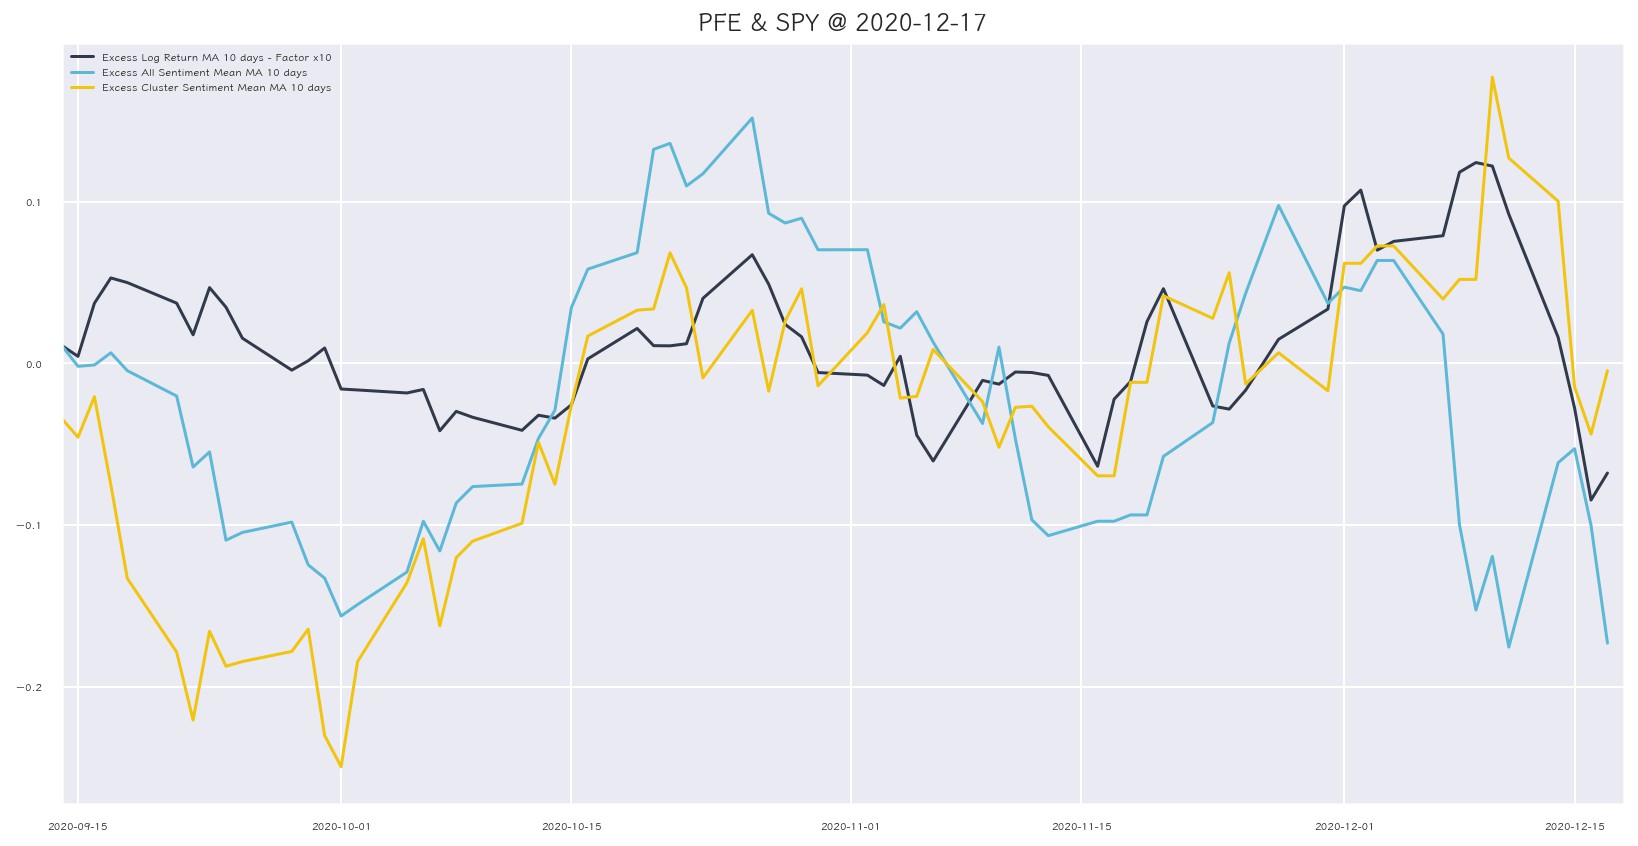 PFE & SPY @ 2020-12-17
Excess Log Return MA 10 days - Factor x10
Excess All Sentiment Mean MA 10 days
Excess Cluster Sentiment Mean MA 10 days
0.1
0.0
−0.1
−0.2
2020-09-15 2020-10-01 2020-10-15 2020-11-01 2020-11-15 2020-12-01 2020-12-15